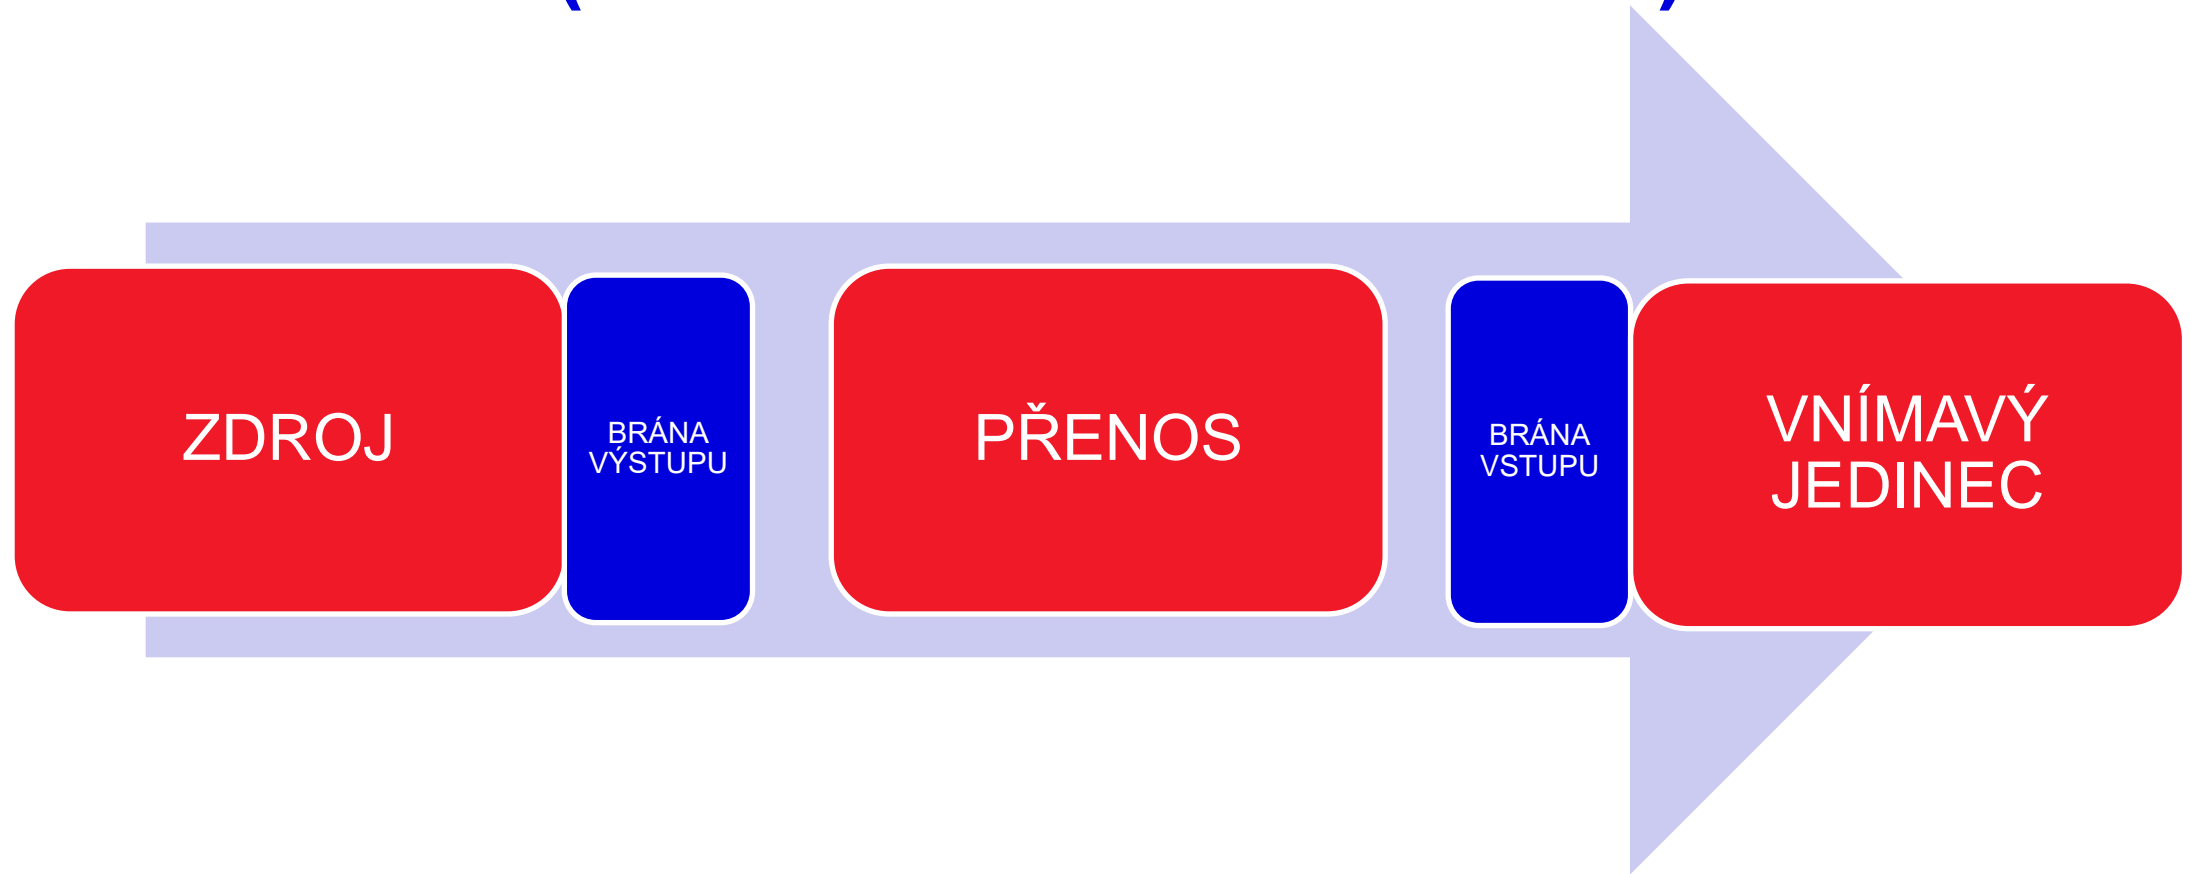 ZDROJ
BRÁNA
VÝSTUPU
PŘENOS
BRÁNA
VSTUPU
VNÍMAVÝ
JEDINEC